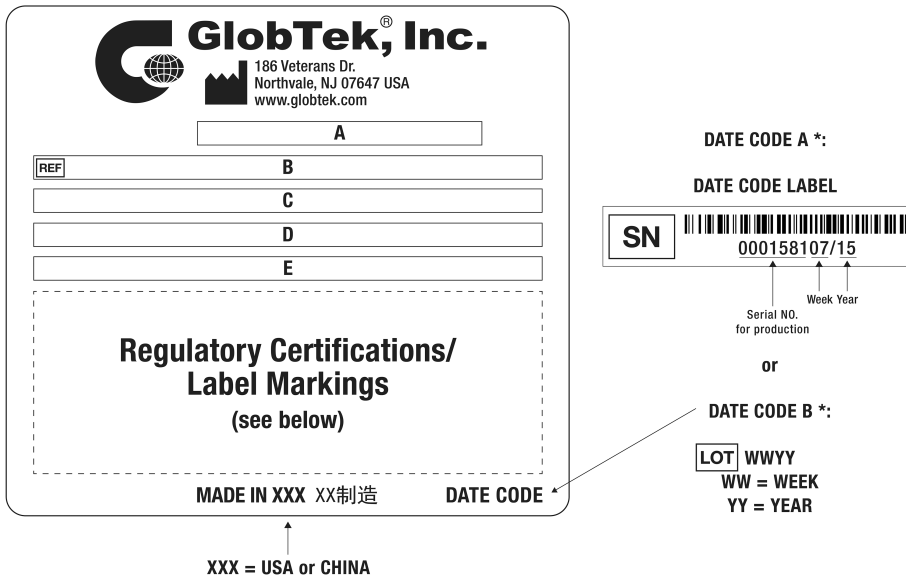 GlobTek, Inc.®
186 Veterans Dr.
Northvale, NJ 07647 USA
www.globtek.com
A
REF B
C
D
E
Regulatory Certifications/
Label Markings
(see below)
MADE IN XXX XX制造 DATE CODE
XXX = USA or CHINA
DATE CODE A *:
DATE CODE LABEL
SN
000158107/15
Week Year
Serial NO.
for production
or
DATE CODE B *:
LOT WWYY
WW = WEEK
YY = YEAR